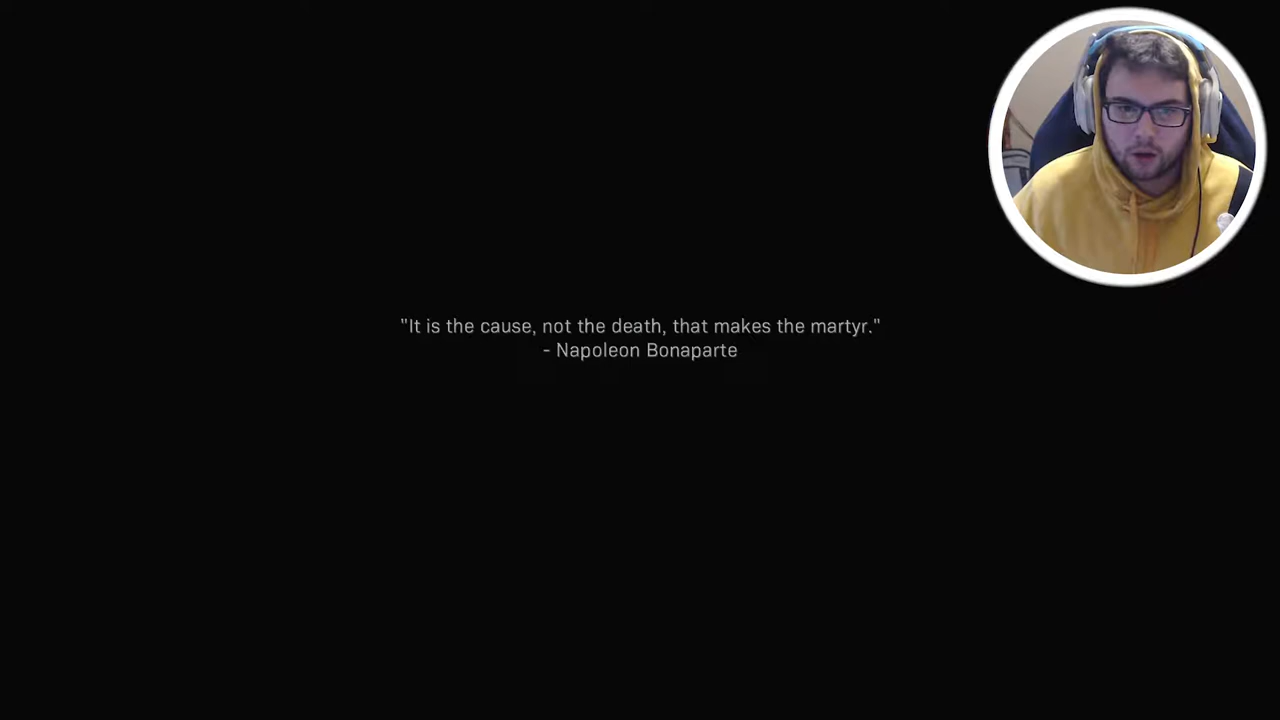 "It is the cause, not the death, that makes the martyr."
- Napoleon Bonaparte